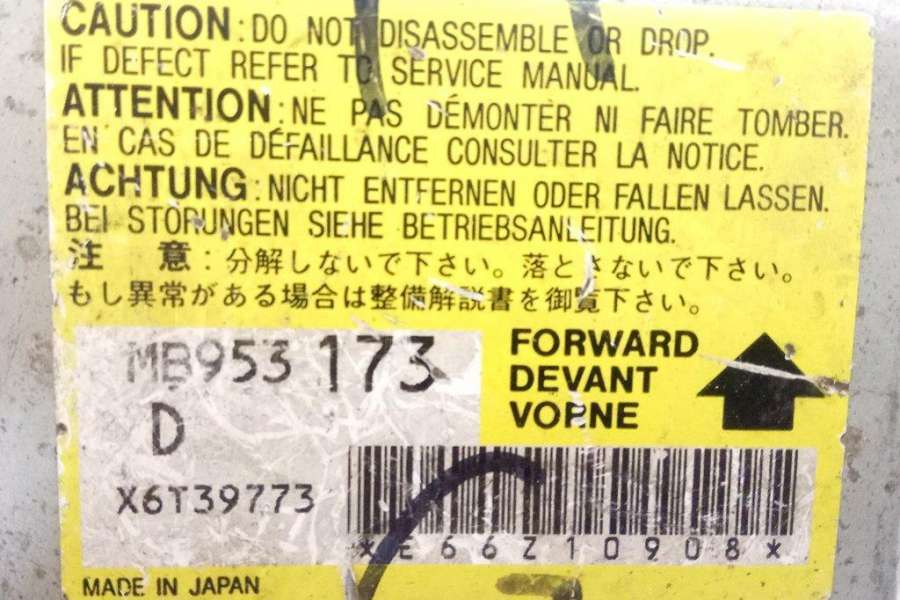 CAUTION:DO NOT DISASSEMBLE OR DROP.
IF DEFECT REFER TO SERVICE MANUAL.
ATTENTION:NE PAS DÉMONTER NI FAIRE TOMBER.
EN CAS DE DÉFAILLANCE CONSULTER LA NOTICE.
ACHTUNG:NICHT ENTFERNEN ODER FALLEN LASSEN.
BEI STÖRUNGEN SIEHE BETRIEBSANLEITUNG.
注 意:分解しないで下さい。落とさないで下さい。
もし異常がある場合は整備解説書を御覧下さい。
MB953173
D
FORWARD
DEVANT
VORNE
X6T39773
*E66Z10908*
MADE IN JAPAN